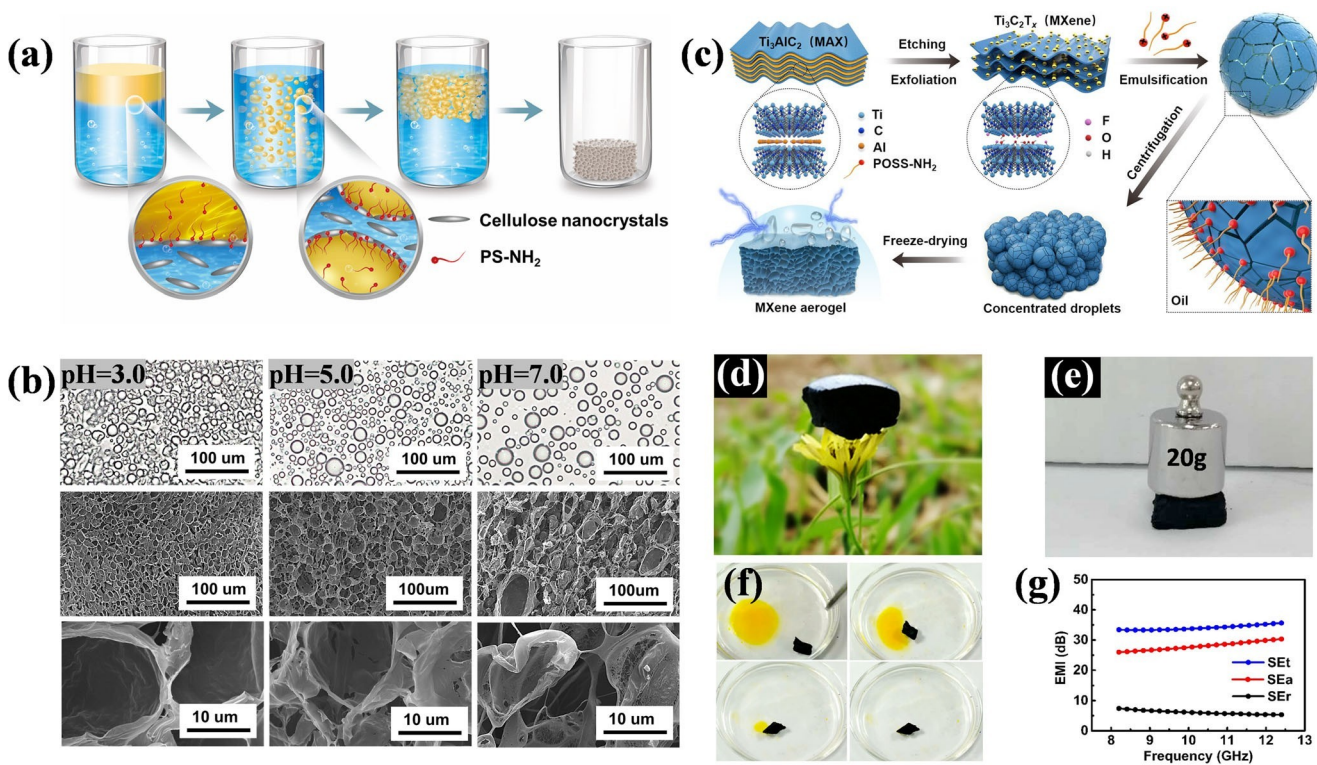 (a)
Cellulose nanocrystals
PS-NH₂
(b)
pH=3.0
pH=5.0
pH=7.0
100 um
100 um
100 um
100 um
100um
100um
10 um
10 um
10 um
(c)
Ti₃AlC₂ (MAX)
Etching
Exfoliation
Ti₃C₂Tₓ (MXene)
Emulsification
Ti
C
Al
POSS-NH₂
F
O
H
Centrifugation
Oil
Freeze-drying
MXene aerogel
Concentrated droplets
(d)
(e)
20g
(f)
(g)
EMI (dB)
50
40
30
20
10
0
SEt
SEa
SEr
8
9
10
11
12
13
Frequency (GHz)